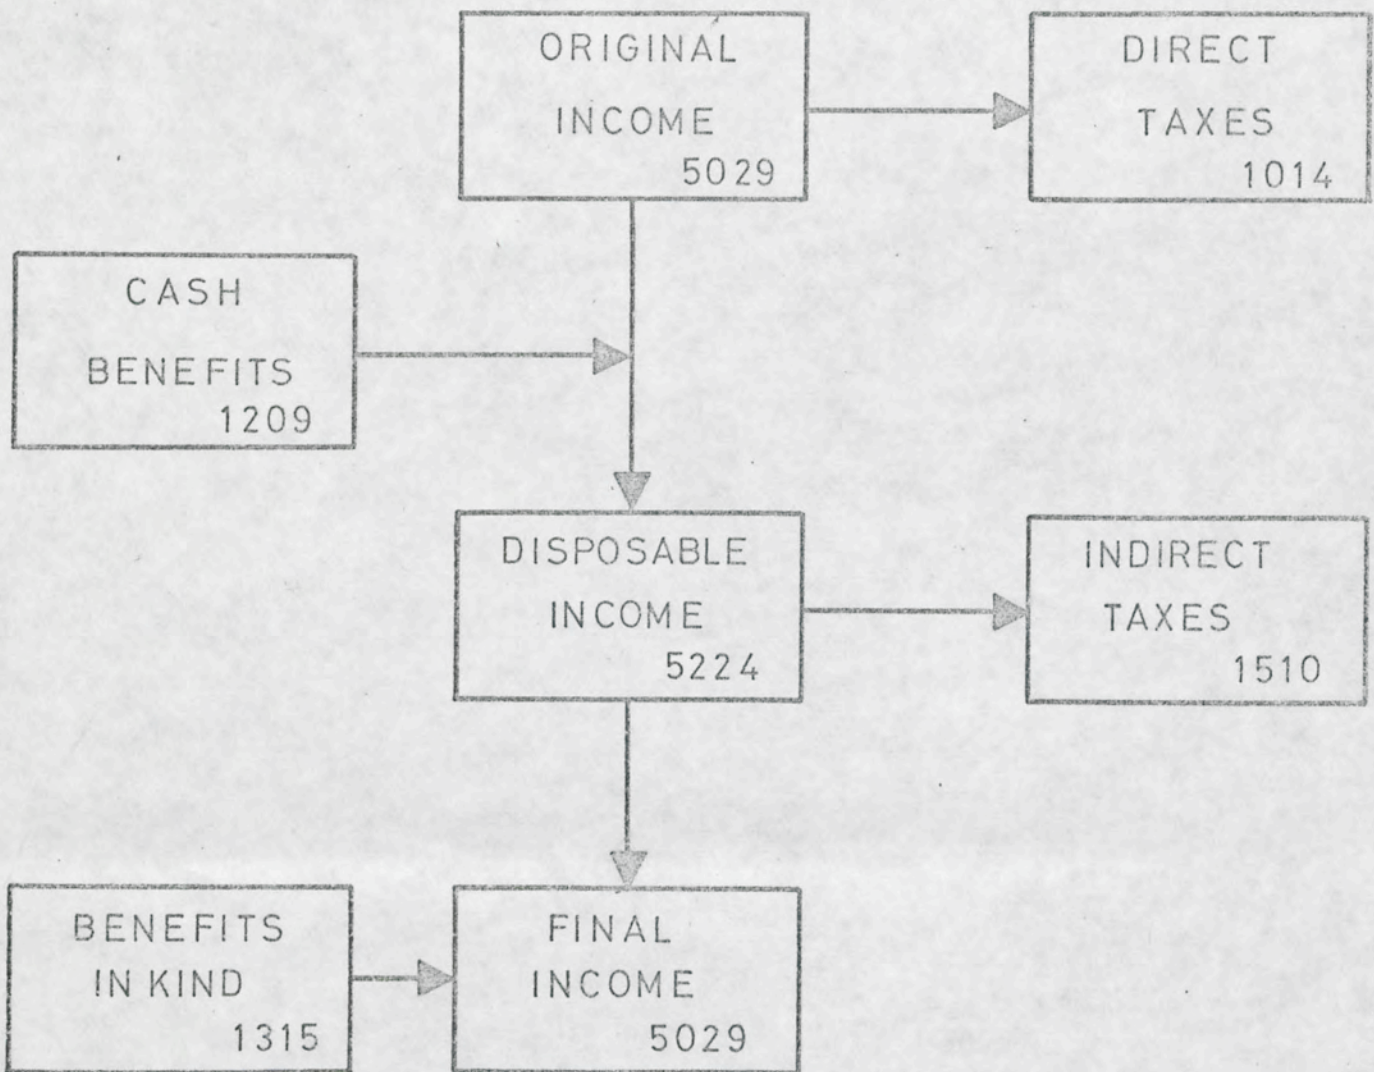 ORIGINAL
INCOME
5029
DIRECT
TAXES
1014
CASH
BENEFITS
1209
DISPOSABLE
INCOME
5224
INDIRECT
TAXES
1510
BENEFITS
IN KIND
1315
FINAL
INCOME
5029